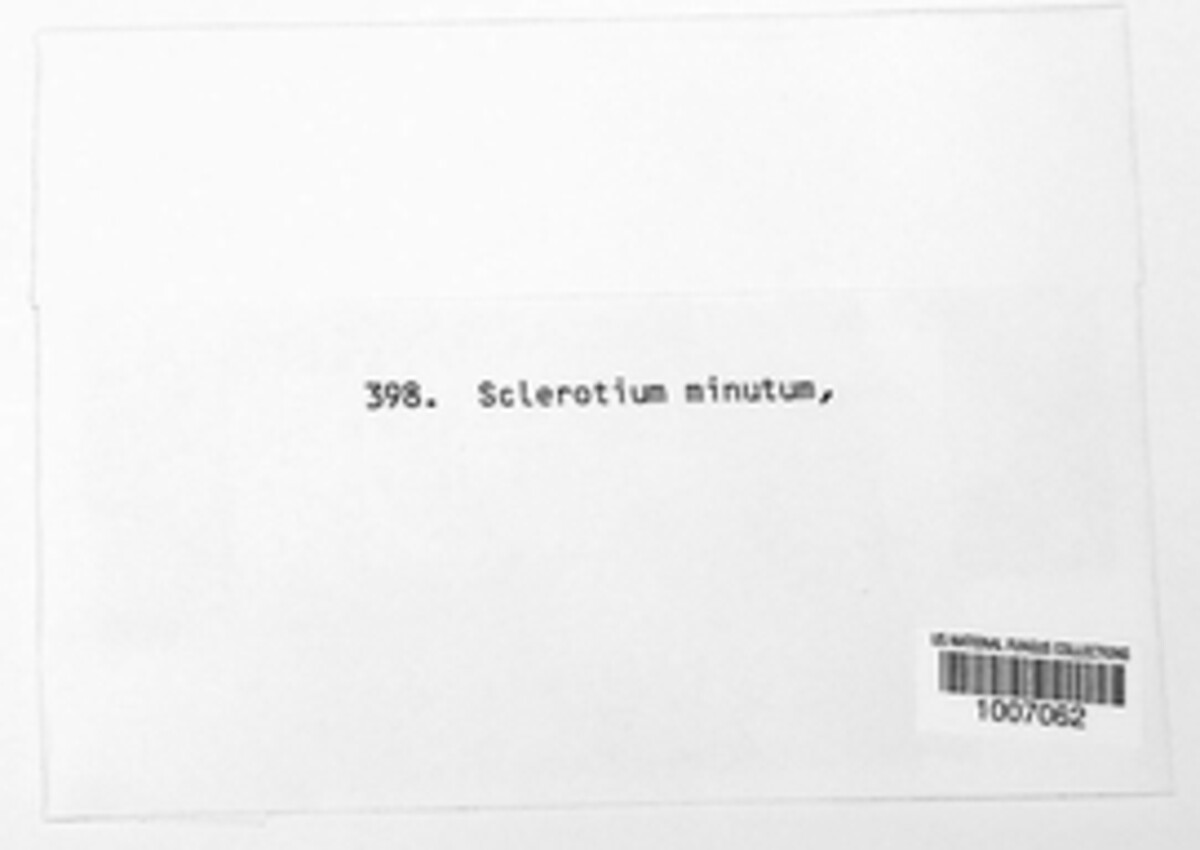 398. Sclerotium minutum,
US NATIONAL FUNGUS COLLECTIONS
1007062